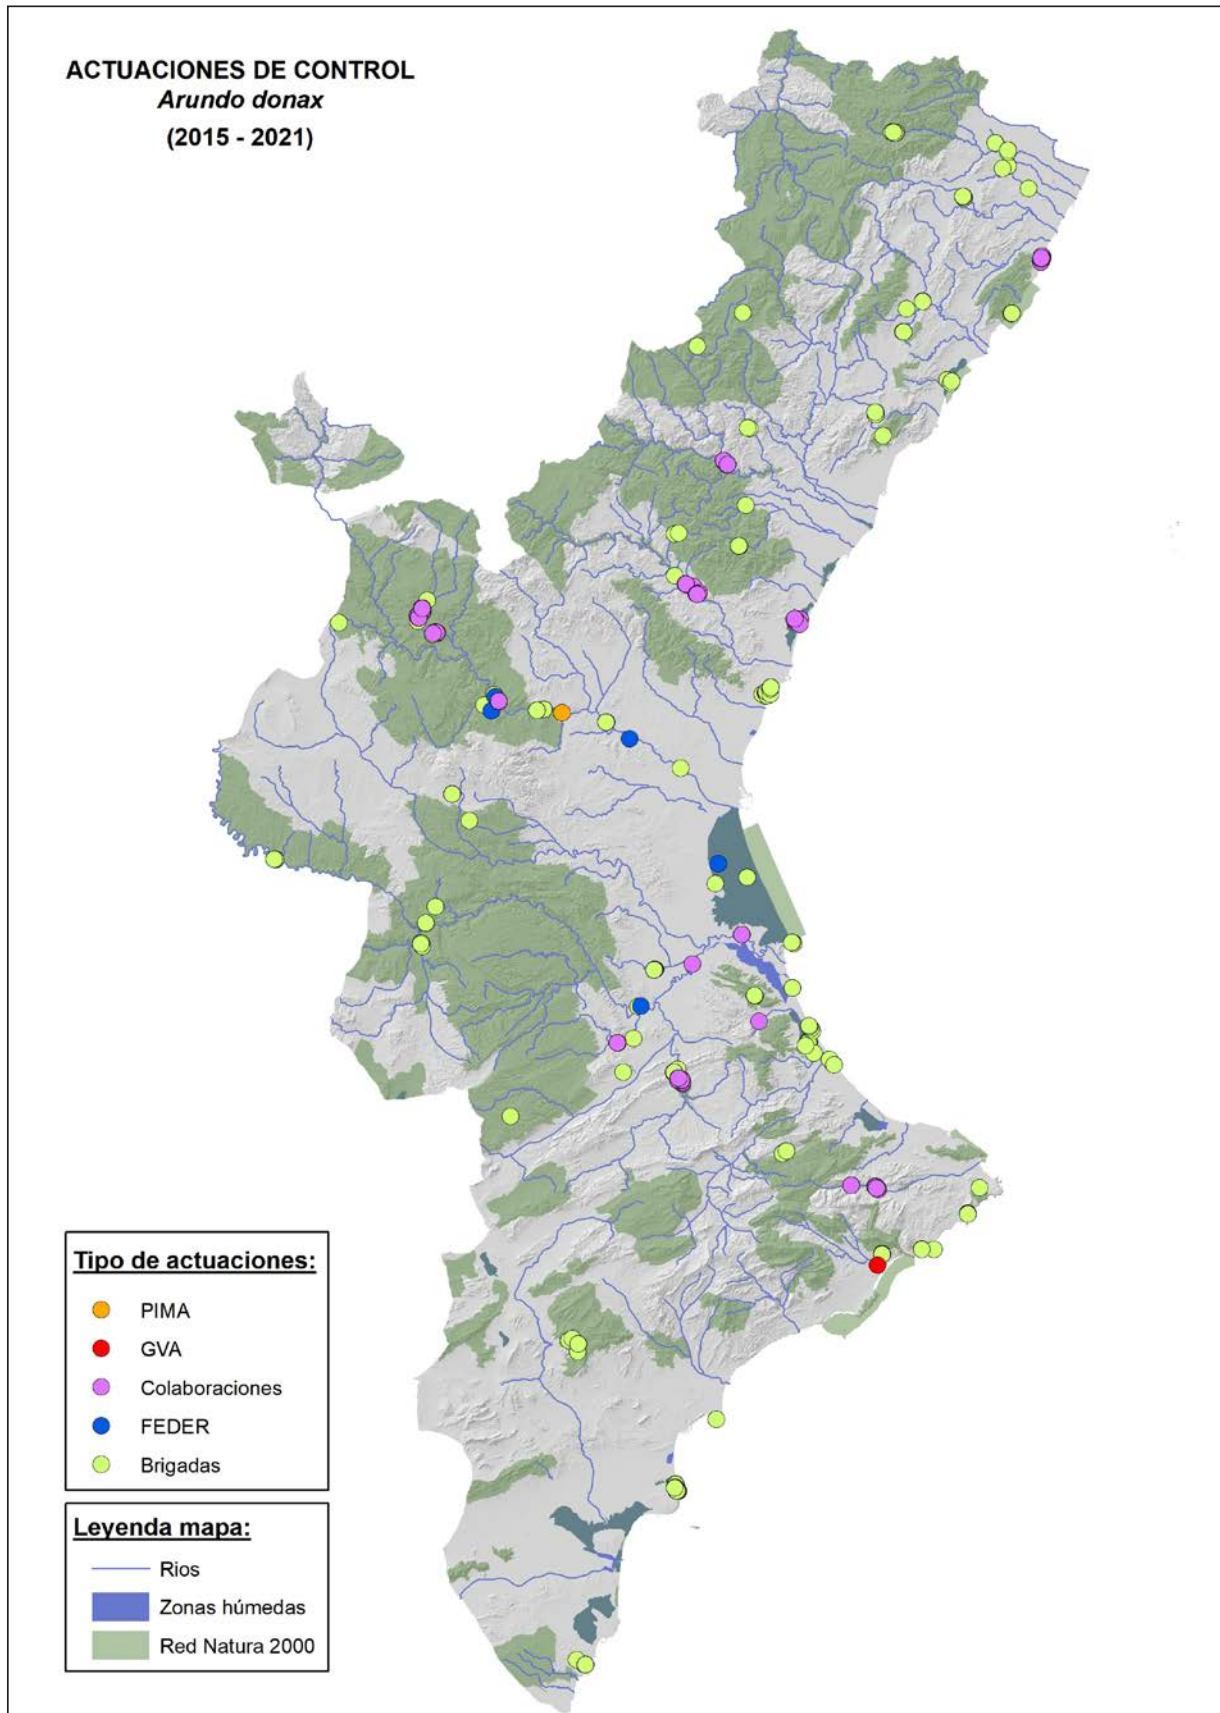 ACTUACIONES DE CONTROL
Arundo donax
(2015 - 2021)
Tipo de actuaciones:
PIMA
GVA
Colaboraciones
FEDER
Brigadas
Leyenda mapa:
Rios
Zonas húmedas
Red Natura 2000